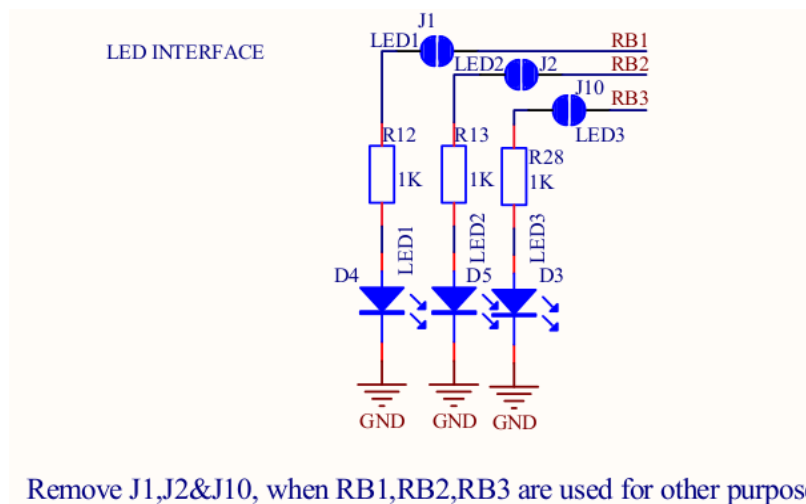 J1
LED INTERFACE
LED1
RB1
LED2
J2
RB2
J10
RB3
LED3
R12
R13
R28
1K
1K
1K
LED1
LED2
LED3
D4
D5
D3
GND
GND
GND
Remove J1,J2&J10, when RB1,RB2,RB3 are used for other purpos